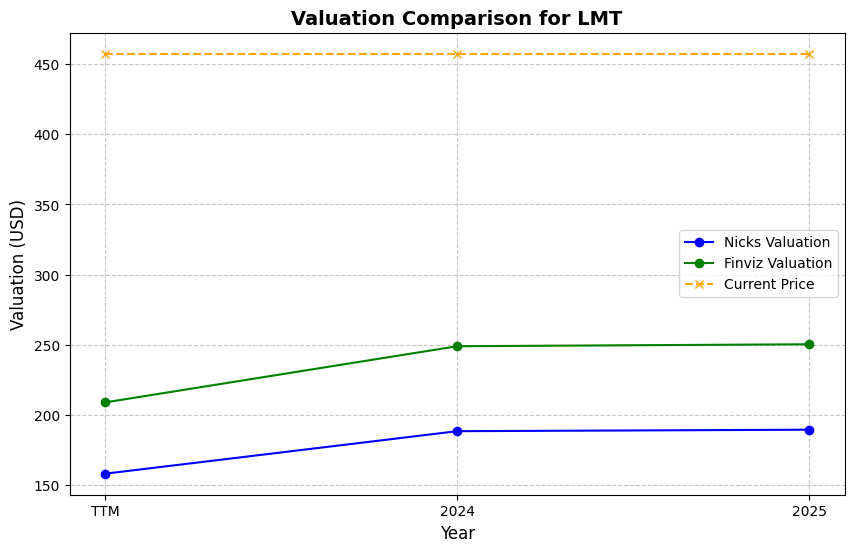 Valuation Comparison for LMT
Valuation (USD)
450
400
350
300
250
200
150
Nicks Valuation
Finviz Valuation
Current Price
TTM
2024
2025
Year